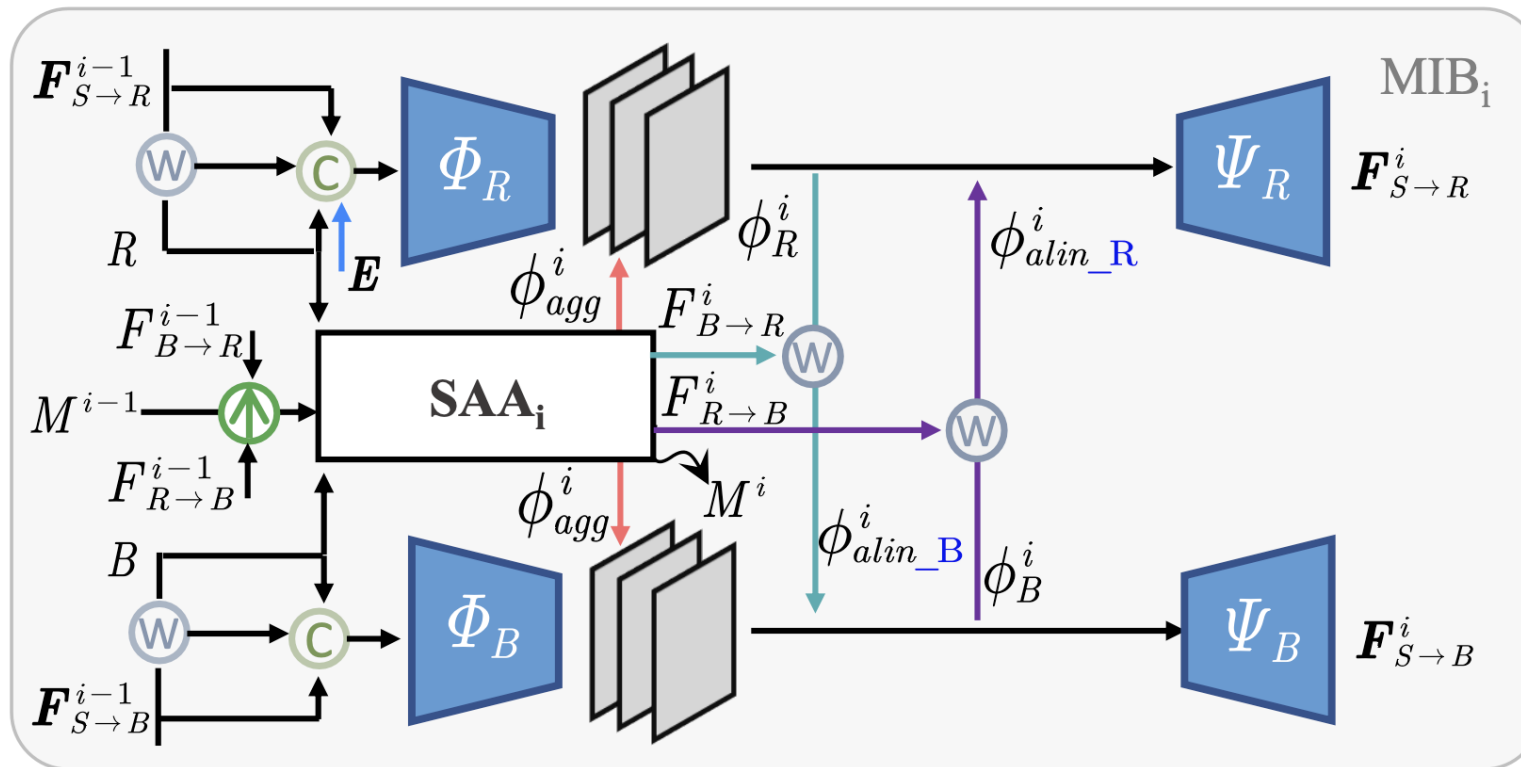 MIB_i
F^{i-1}_{S→R}
W
C
Φ_R
Ψ_R
F^i_{S→R}
R
E
ϕ^i_{agg}
ϕ^i_R
ϕ^i_{alin_R}
F^{i-1}_{B→R}
F^i_{B→R}
W
M^{i-1}
SAA_i
F^i_{R→B}
W
F^{i-1}_{R→B}
ϕ^i_{agg}
M^i
B
ϕ^i_{alin_B}
ϕ^i_B
W
C
Φ_B
Ψ_B
F^i_{S→B}
F^{i-1}_{S→B}